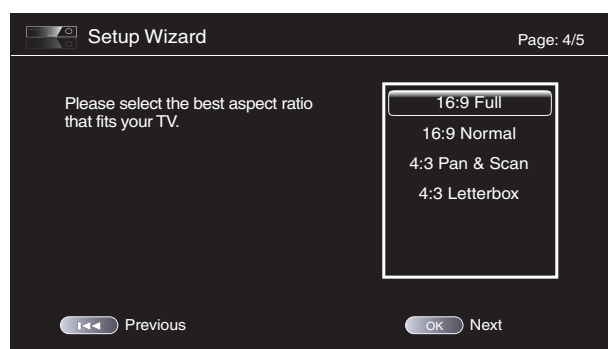 Setup Wizard
Page: 4/5
Please select the best aspect ratio
that fits your TV.
16:9 Full
16:9 Normal
4:3 Pan & Scan
4:3 Letterbox
Previous
OK Next